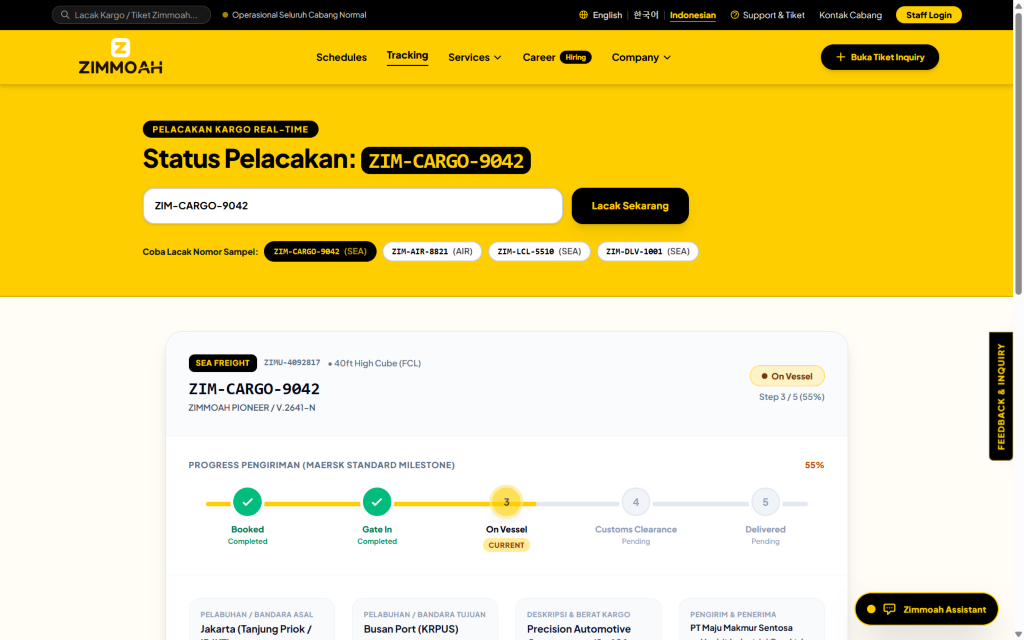 Lacak Kargo / Tiket Zimmoah...
Operasional Seluruh Cabang Normal
English
한국어
Indonesian
Support & Tiket
Kontak Cabang
Staff Login
Z
ZIMMOAH
Schedules
Tracking
Services
Career Hiring
Company
Buka Tiket Inquiry
PELACAKAN KARGO REAL-TIME
Status Pelacakan: ZIM-CARGO-9042
ZIM-CARGO-9042
Lacak Sekarang
Coba Lacak Nomor Sampel: ZIM-CARGO-9042 (SEA) ZIM-AIR-8821 (AIR) ZIM-LCL-5510 (SEA) ZIM-DLV-1001 (SEA)
SEA FREIGHT ZIMU-4092817 • 40ft High Cube (FCL)
ZIM-CARGO-9042
ZIMMOAH PIONEER / V.2641-N
On Vessel
Step 3 / 5 (55%)
FEEDBACK & INQUIRY
PROGRESS PENGIRIMAN (MAERSK STANDARD MILESTONE)
55%
3
4
5
Booked
Completed
Gate In
Completed
On Vessel
CURRENT
Customs Clearance
Pending
Delivered
Pending
PELABUHAN / BANDARA ASAL
Jakarta (Tanjung Priok /
PELABUHAN / BANDARA TUJUAN
Busan Port (KRPUS)
DESKRIPSI & BERAT KARGO
Precision Automotive
PENGIRIM & PENERIMA
PT Maju Makmur Sentosa
Zimmoah Assistant